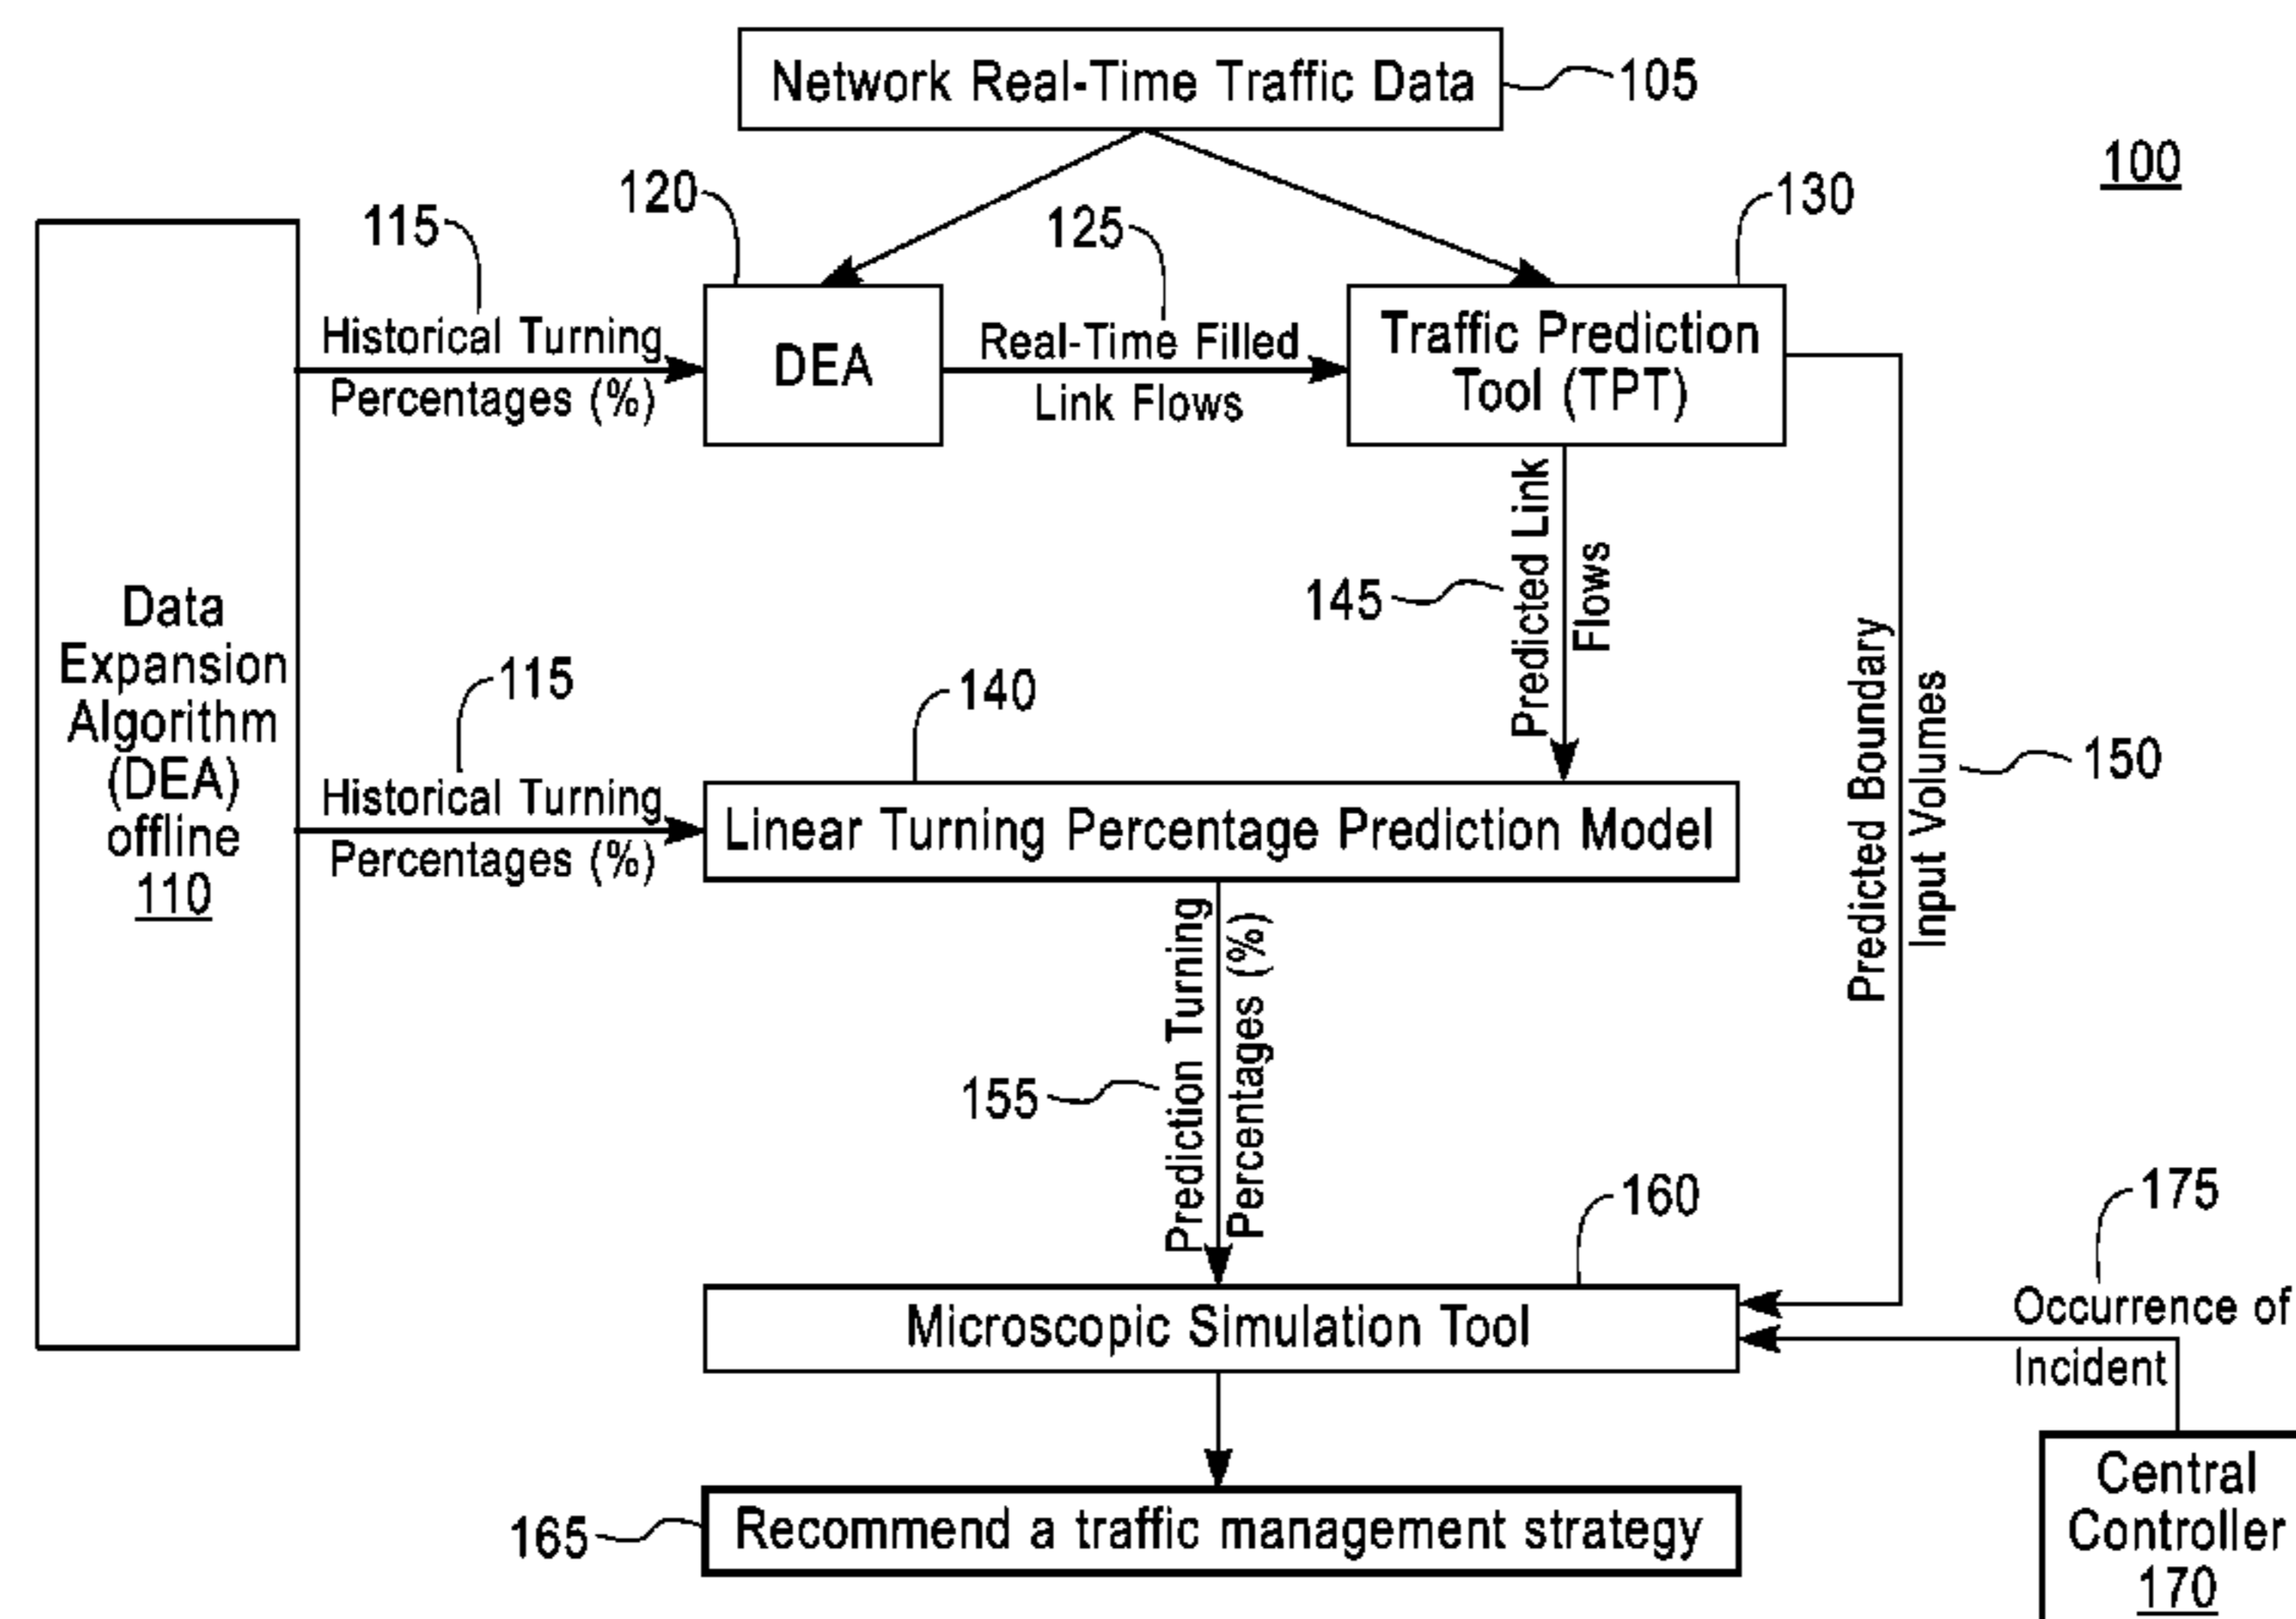 Network Real-Time Traffic Data
105
100
120
130
115
125
Historical Turning
Percentages (%)
DEA
Real-Time Filled
Link Flows
Traffic Prediction
Tool (TPT)
Data
Expansion
Algorithm
(DEA)
offline
110
145
Predicted Link
Flows
Predicted Boundary
Input Volumes
150
115
140
Historical Turning
Percentages (%)
Linear Turning Percentage Prediction Model
155
Prediction Turning
Percentages (%)
160
175
Microscopic Simulation Tool
Occurrence of
Incident
165
Recommend a traffic management strategy
Central
Controller
170